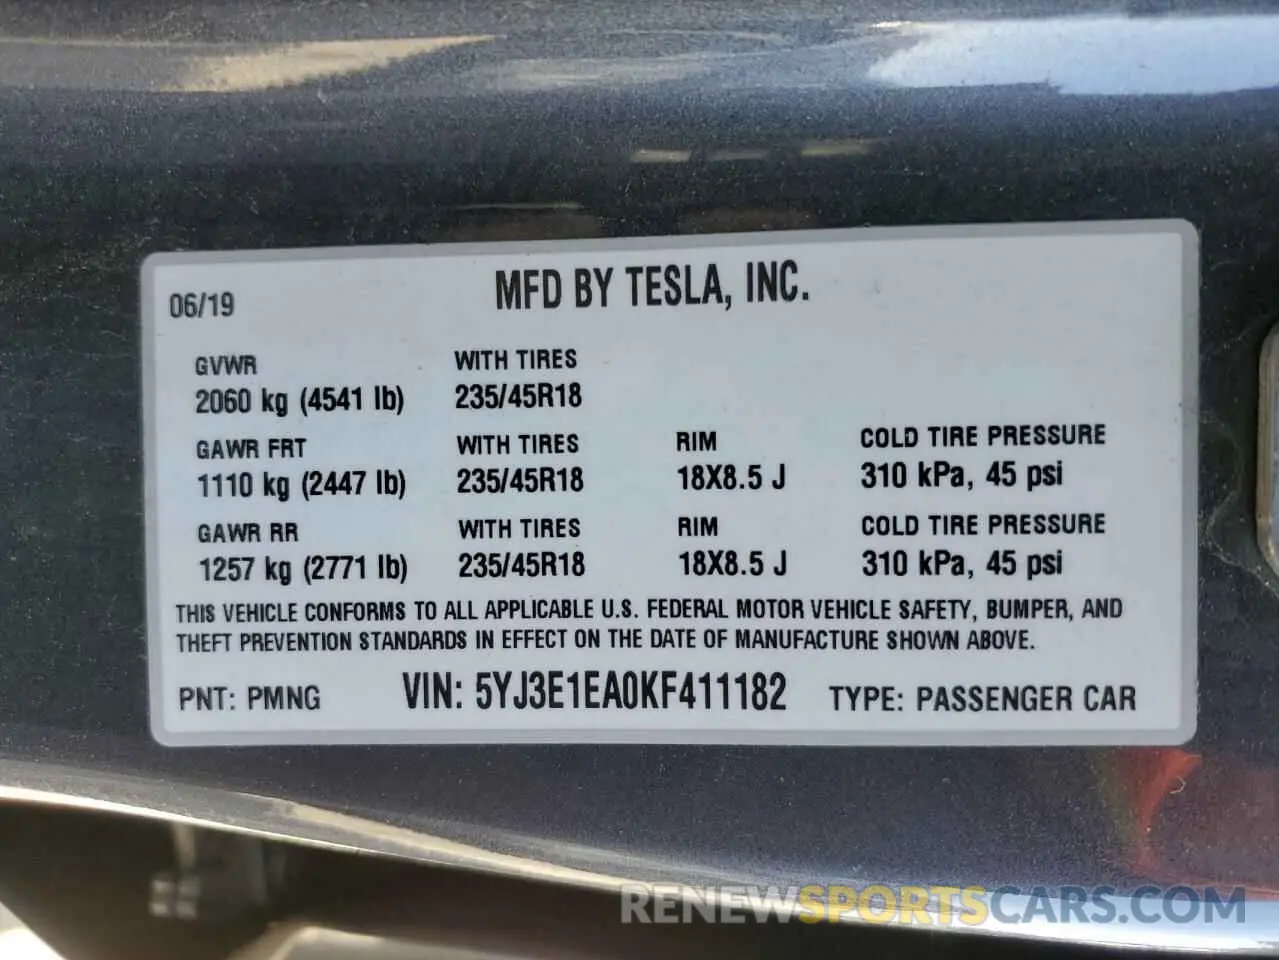 06/19
MFD BY TESLA, INC.
GVWR WITH TIRES
2060 kg (4541 lb) 235/45R18
GAWR FRT WITH TIRES RIM COLD TIRE PRESSURE
1110 kg (2447 lb) 235/45R18 18X8.5 J 310 kPa, 45 psi
GAWR RR WITH TIRES RIM COLD TIRE PRESSURE
1257 kg (2771 lb) 235/45R18 18X8.5 J 310 kPa, 45 psi
THIS VEHICLE CONFORMS TO ALL APPLICABLE U.S. FEDERAL MOTOR VEHICLE SAFETY, BUMPER, AND
THEFT PREVENTION STANDARDS IN EFFECT ON THE DATE OF MANUFACTURE SHOWN ABOVE.
PNT: PMNG VIN: 5YJ3E1EA0KF411182 TYPE: PASSENGER CAR
RENEWSPORTSCARS.COM